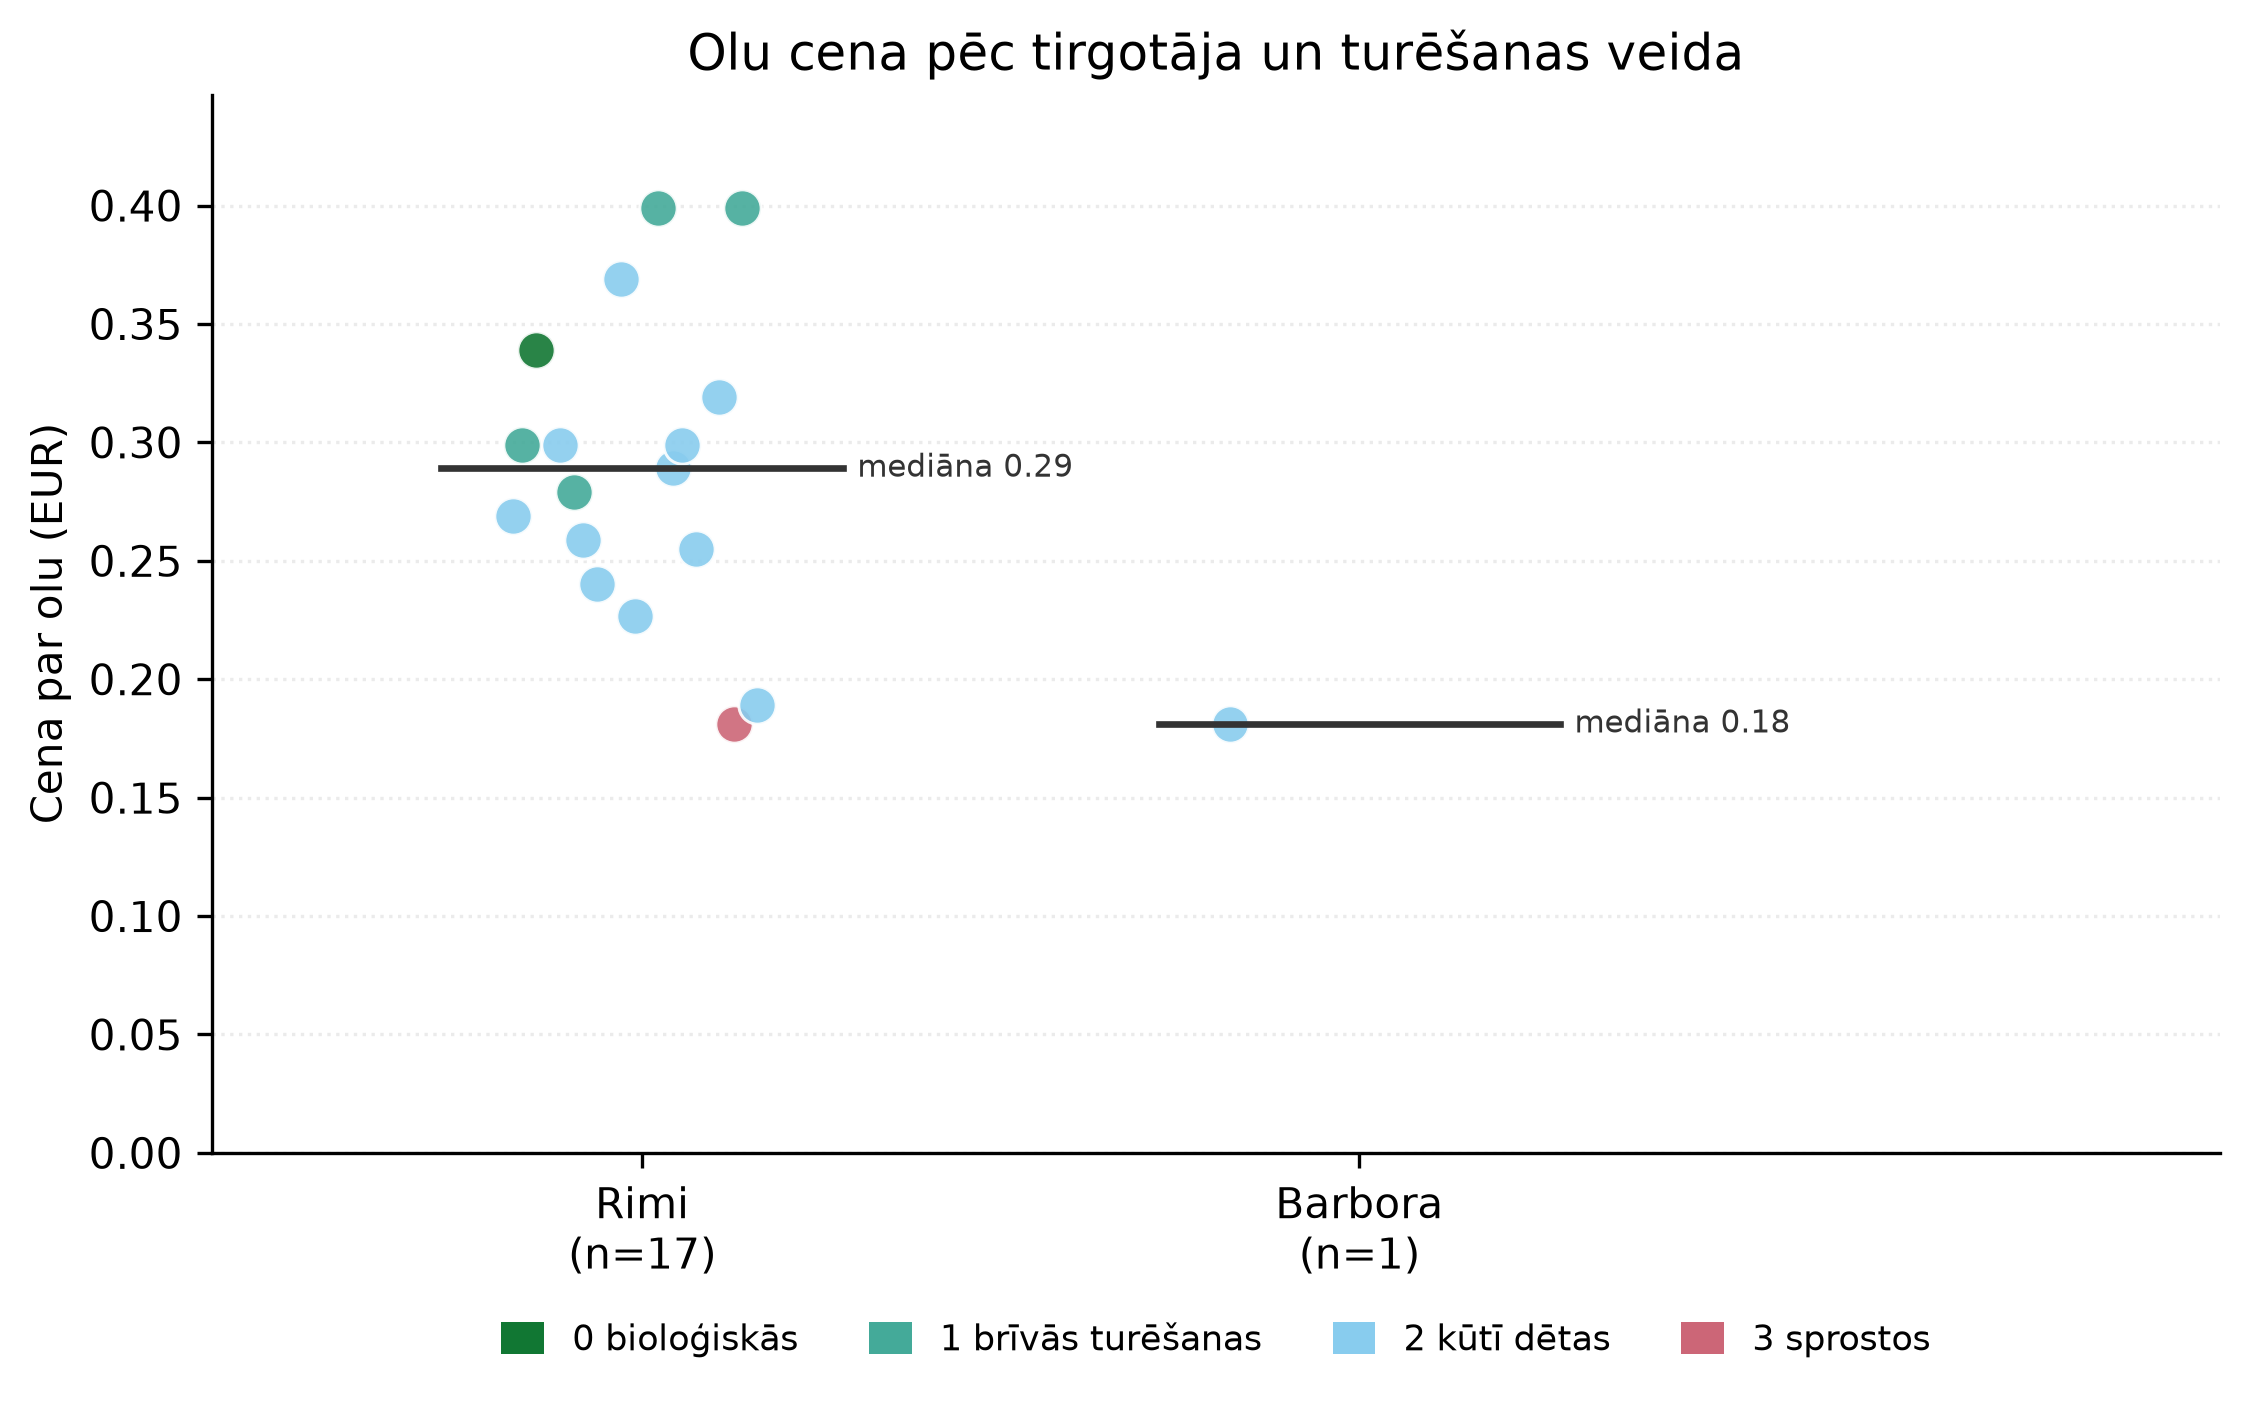 Olu cena pēc tirgotāja un turēšanas veida
Cena par olu (EUR)
0.40
0.35
0.30
0.25
0.20
0.15
0.10
0.05
0.00
mediāna 0.29
mediāna 0.18
Rimi
(n=17)
Barbora
(n=1)
0 bioloģiskās
1 brīvās turēšanas
2 kūtī dētas
3 sprostos